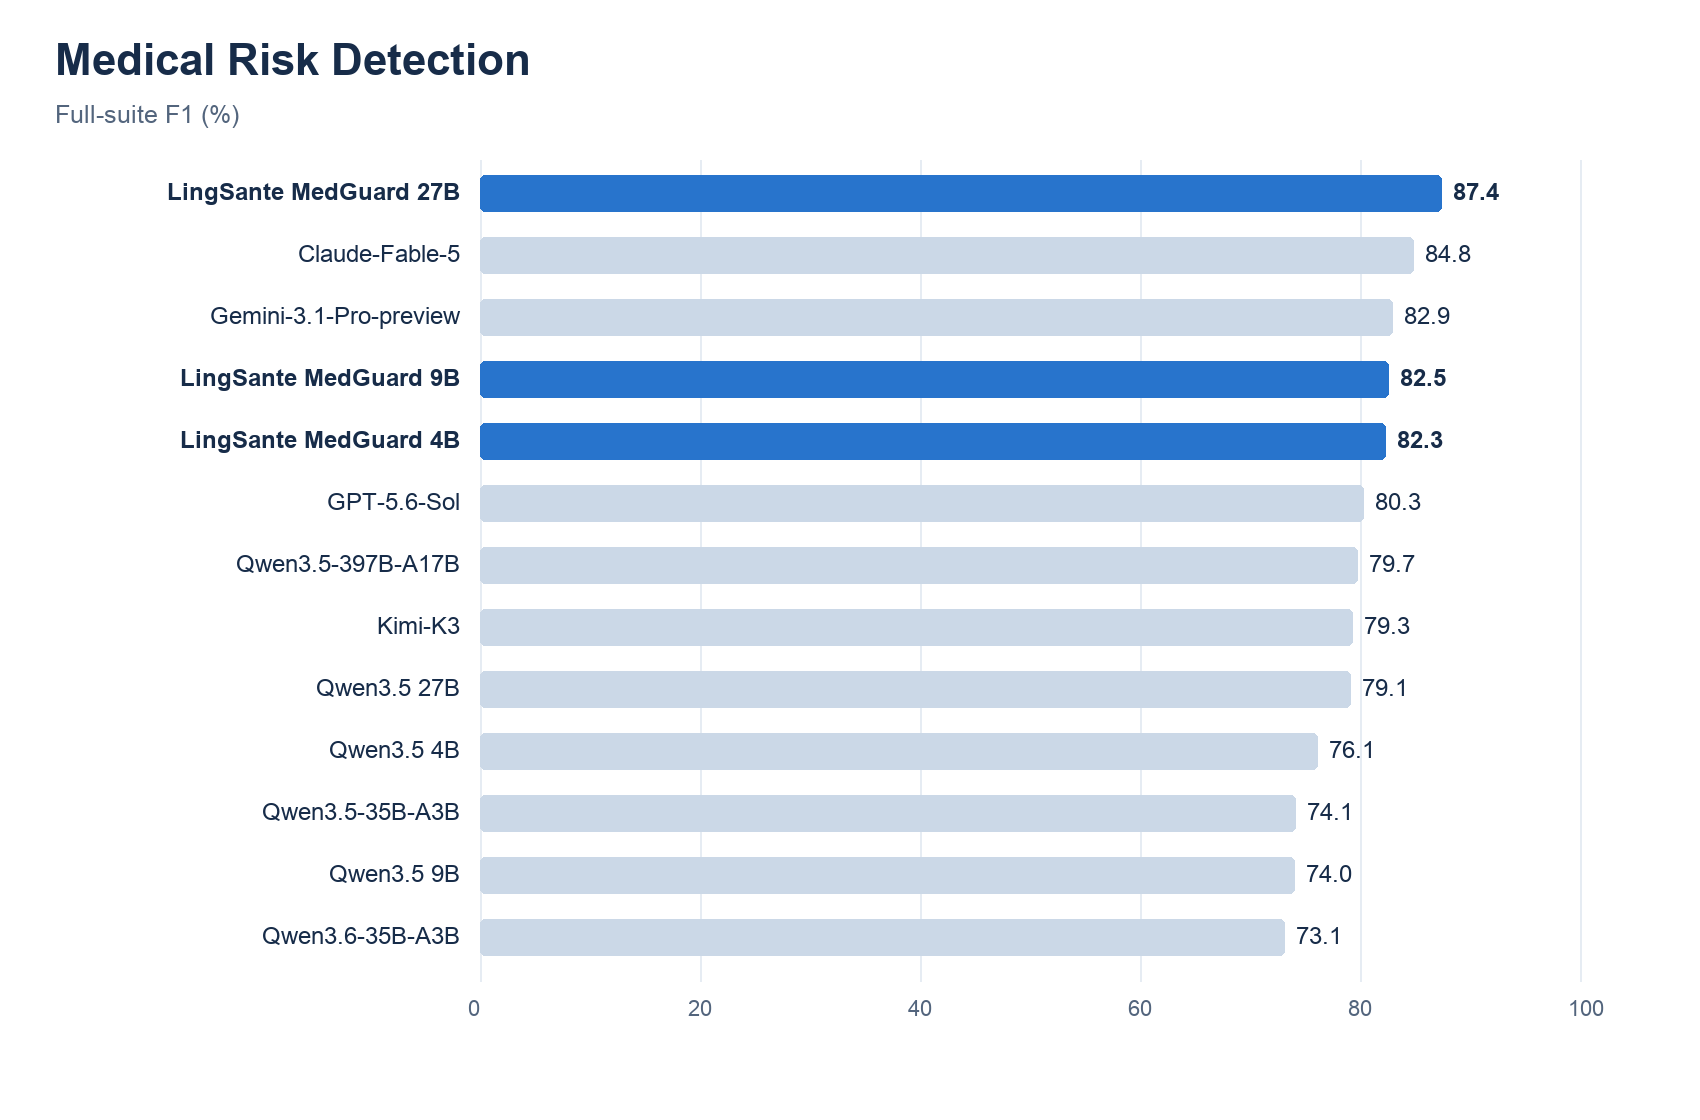 Medical Risk Detection
Full-suite F1 (%)
LingSante MedGuard 27B 87.4
Claude-Fable-5 84.8
Gemini-3.1-Pro-preview 82.9
LingSante MedGuard 9B 82.5
LingSante MedGuard 4B 82.3
GPT-5.6-Sol 80.3
Qwen3.5-397B-A17B 79.7
Kimi-K3 79.3
Qwen3.5 27B 79.1
Qwen3.5 4B 76.1
Qwen3.5-35B-A3B 74.1
Qwen3.5 9B 74.0
Qwen3.6-35B-A3B 73.1
0 20 40 60 80 100